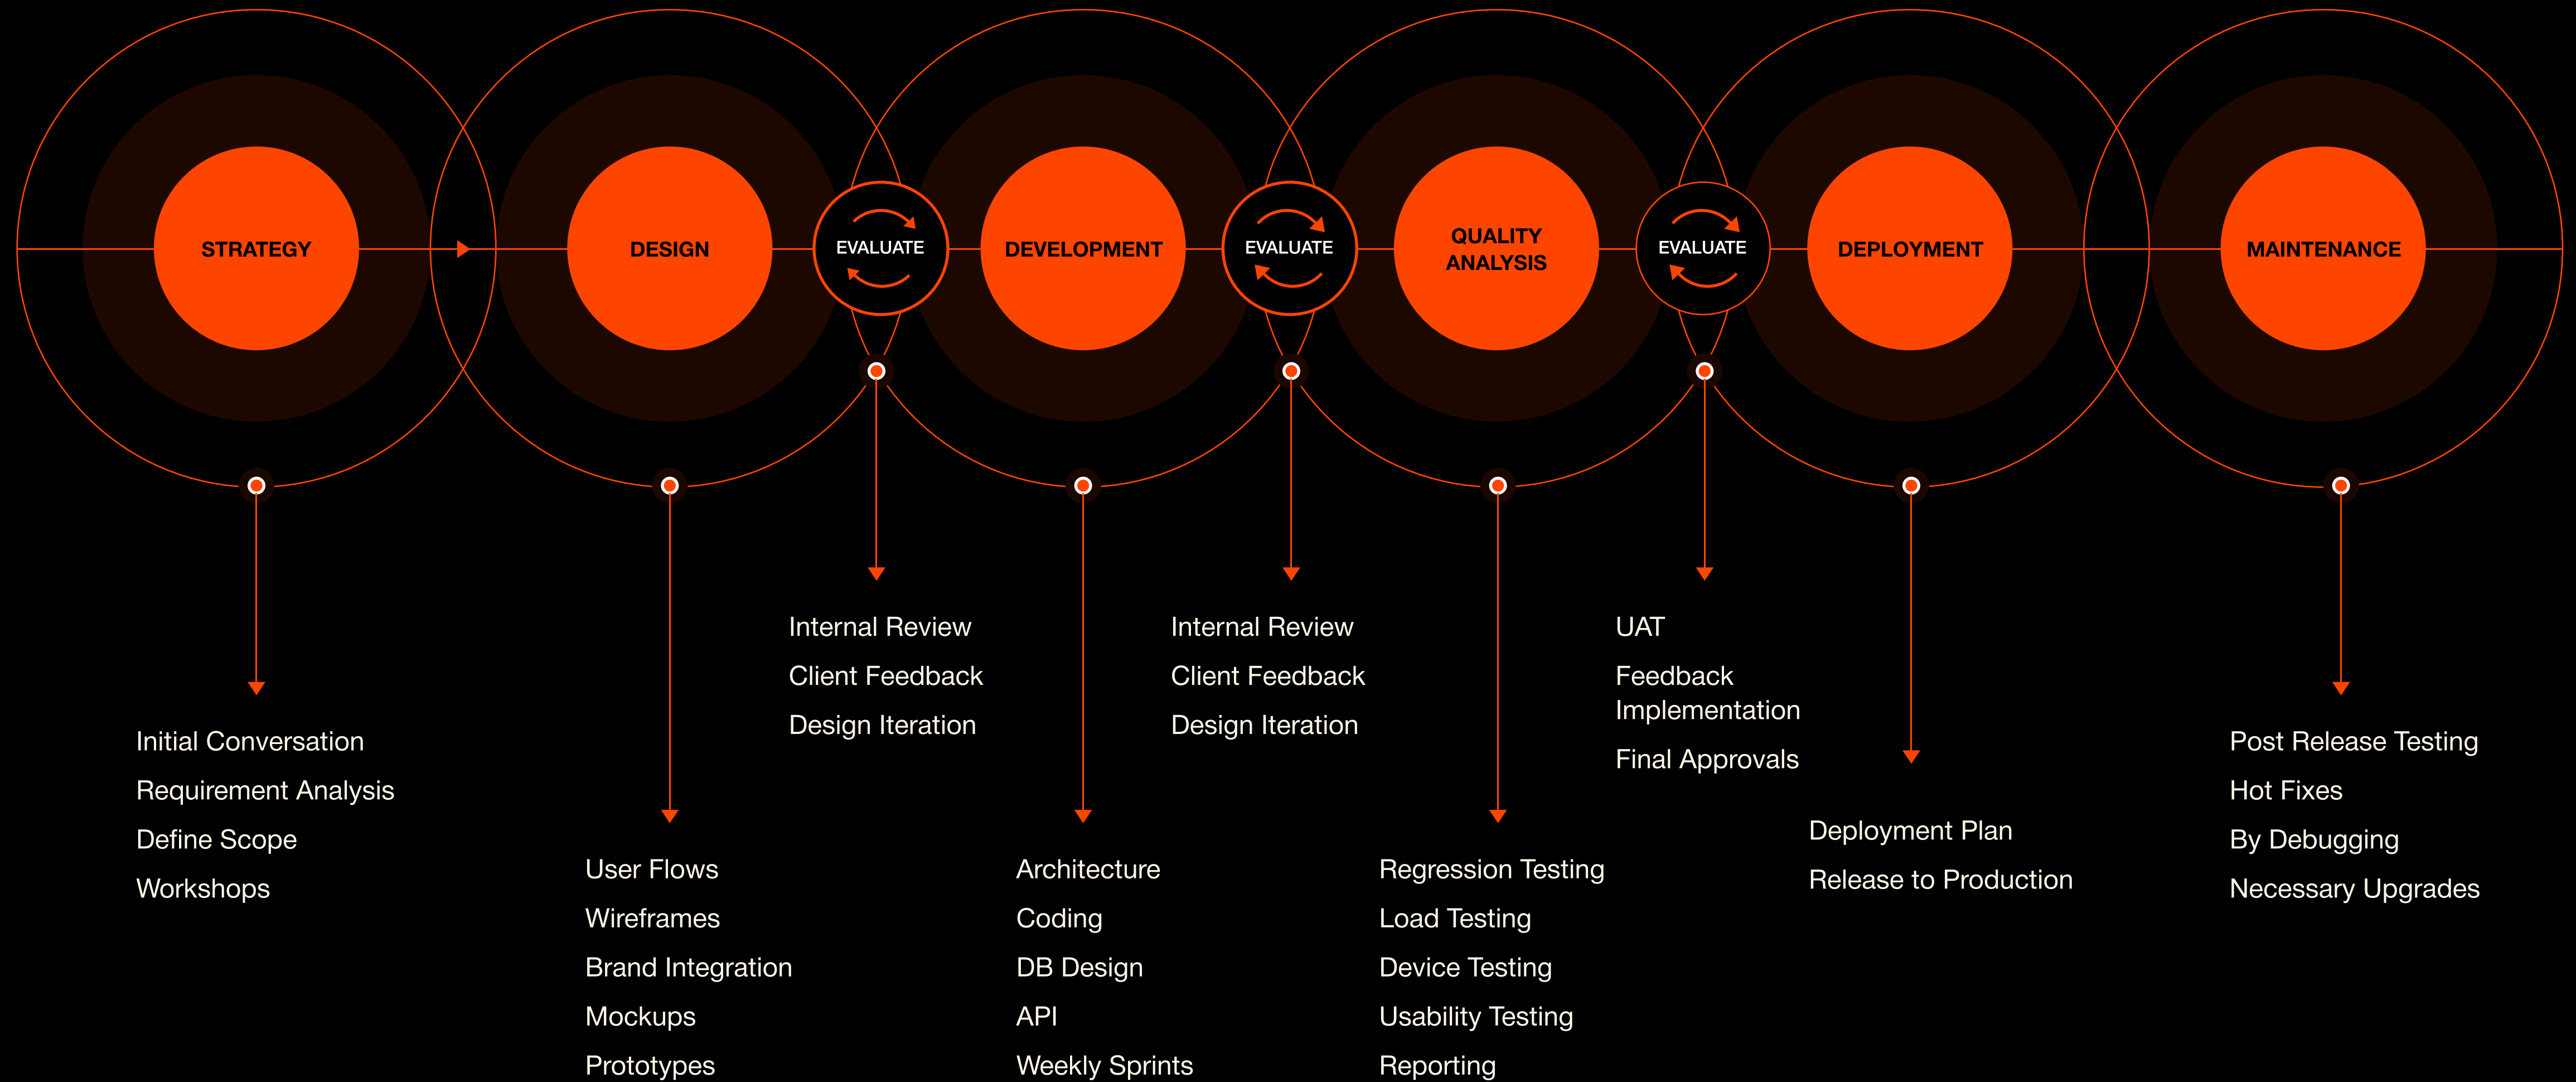 STRATEGY
DESIGN
EVALUATE
DEVELOPMENT
EVALUATE
QUALITY
ANALYSIS
EVALUATE
DEPLOYMENT
MAINTENANCE
Initial Conversation
Requirement Analysis
Define Scope
Workshops
User Flows
Wireframes
Brand Integration
Mockups
Prototypes
Internal Review
Client Feedback
Design Iteration
Architecture
Coding
DB Design
API
Weekly Sprints
Internal Review
Client Feedback
Design Iteration
Regression Testing
Load Testing
Device Testing
Usability Testing
Reporting
UAT
Feedback
Implementation
Final Approvals
Deployment Plan
Release to Production
Post Release Testing
Hot Fixes
By Debugging
Necessary Upgrades